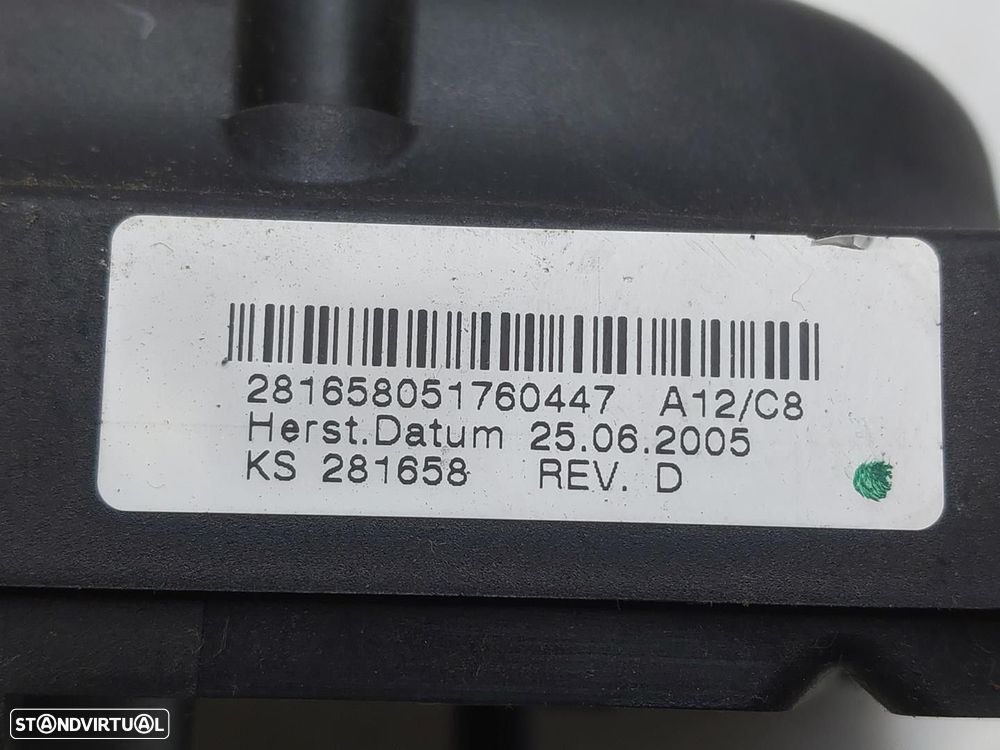 281658051760447 A12/C8
Herst.Datum 25.06.2005
KS 281658 REV. D
STANDVIRTUAL